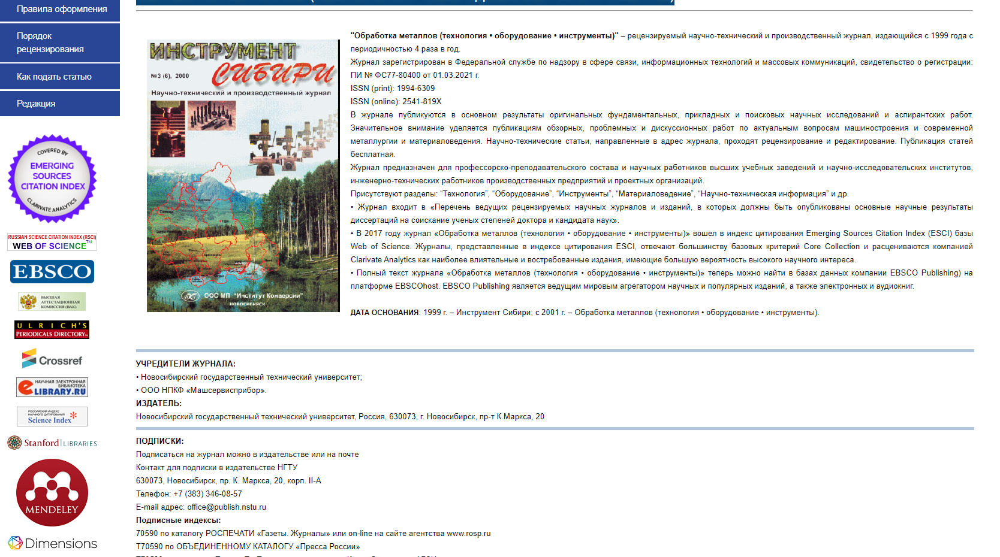 Правила оформления
Порядок
рецензирования
Как подать статью
Редакция
COVERED BY
EMERGING
SOURCES
CITATION INDEX
CLARIVATE ANALYTICS
RUSSIAN SCIENCE CITATION INDEX (RSCI)
WEB OF SCIENCE™
EBSCO
ВЫСШАЯ
АТТЕСТАЦИОННАЯ
КОМИССИЯ (ВАК)
ULRICH'S
PERIODICALS DIRECTORY
Crossref
НАУЧНАЯ ЭЛЕКТРОННАЯ
БИБЛИОТЕКА
eLIBRARY.RU
РОССИЙСКИЙ ИНДЕКС
НАУЧНОГО ЦИТИРОВАНИЯ
Science Index
Stanford | LIBRARIES
MENDELEY
Dimensions
ИНСТРУМЕНТ
СИБИРИ
№3 (6), 2000
Научно-технический и производственный журнал
ООО МП "Институт Конверсии"
НОВОСИБИРСК
"Обработка металлов (технология • оборудование • инструменты)" – рецензируемый научно-технический и производственный журнал, издающийся с 1999 года с
периодичностью 4 раза в год.
Журнал зарегистрирован в Федеральной службе по надзору в сфере связи, информационных технологий и массовых коммуникаций, свидетельство о регистрации:
ПИ № ФС77-80400 от 01.03.2021 г.
ISSN (print): 1994-6309
ISSN (online): 2541-819X
В журнале публикуются в основном результаты оригинальных фундаментальных, прикладных и поисковых научных исследований и аспирантских работ.
Значительное внимание уделяется публикациям обзорных, проблемных и дискуссионных работ по актуальным вопросам машиностроения и современной
металлургии и материаловедения. Научно-технические статьи, направленные в адрес журнала, проходят рецензирование и редактирование. Публикация статей
бесплатная.
Журнал предназначен для профессорско-преподавательского состава и научных работников высших учебных заведений и научно-исследовательских институтов,
инженерно-технических работников производственных предприятий и проектных организаций.
Присутствуют разделы: “Технология”, “Оборудование”, “Инструменты”, “Материаловедение”, “Научно-техническая информация” и др.
• Журнал входит в «Перечень ведущих рецензируемых научных журналов и изданий, в которых должны быть опубликованы основные научные результаты
диссертаций на соискание ученых степеней доктора и кандидата наук».
• В 2017 году журнал «Обработка металлов (технология • оборудование • инструменты)» вошел в индекс цитирования Emerging Sources Citation Index (ESCI) базы
Web of Science. Журналы, представленные в индексе цитирования ESCI, отвечают большинству базовых критерий Core Collection и расцениваются компанией
Clarivate Analytics как наиболее влиятельные и востребованные издания, имеющие большую вероятность высокого научного интереса.
• Полный текст журнала «Обработка металлов (технология • оборудование • инструменты)» теперь можно найти в базах данных компании EBSCO Publishing) на
платформе EBSCOhost. EBSCO Publishing является ведущим мировым агрегатором научных и популярных изданий, а также электронных и аудиокниг.
ДАТА ОСНОВАНИЯ: 1999 г. – Инструмент Сибири; с 2001 г. – Обработка металлов (технология • оборудование • инструменты).
УЧРЕДИТЕЛИ ЖУРНАЛА:
• Новосибирский государственный технический университет;
• ООО НПКФ «Машсервисприбор».
ИЗДАТЕЛЬ:
Новосибирский государственный технический университет, Россия, 630073, г. Новосибирск, пр-т К.Маркса, 20
ПОДПИСКИ:
Подписаться на журнал можно в издательстве или на почте
Контакт для подписки в издательстве НГТУ
630073, Новосибирск, пр. К. Маркса, 20, корп. II-А
Телефон: +7 (383) 346-08-57
E-mail адрес: office@publish.nstu.ru
Подписные индексы:
70590 по каталогу РОСПЕЧАТИ «Газеты. Журналы» или on-line на сайте агентства www.rosp.ru
Т70590 по ОБЪЕДИНЕННОМУ КАТАЛОГУ «Пресса России»